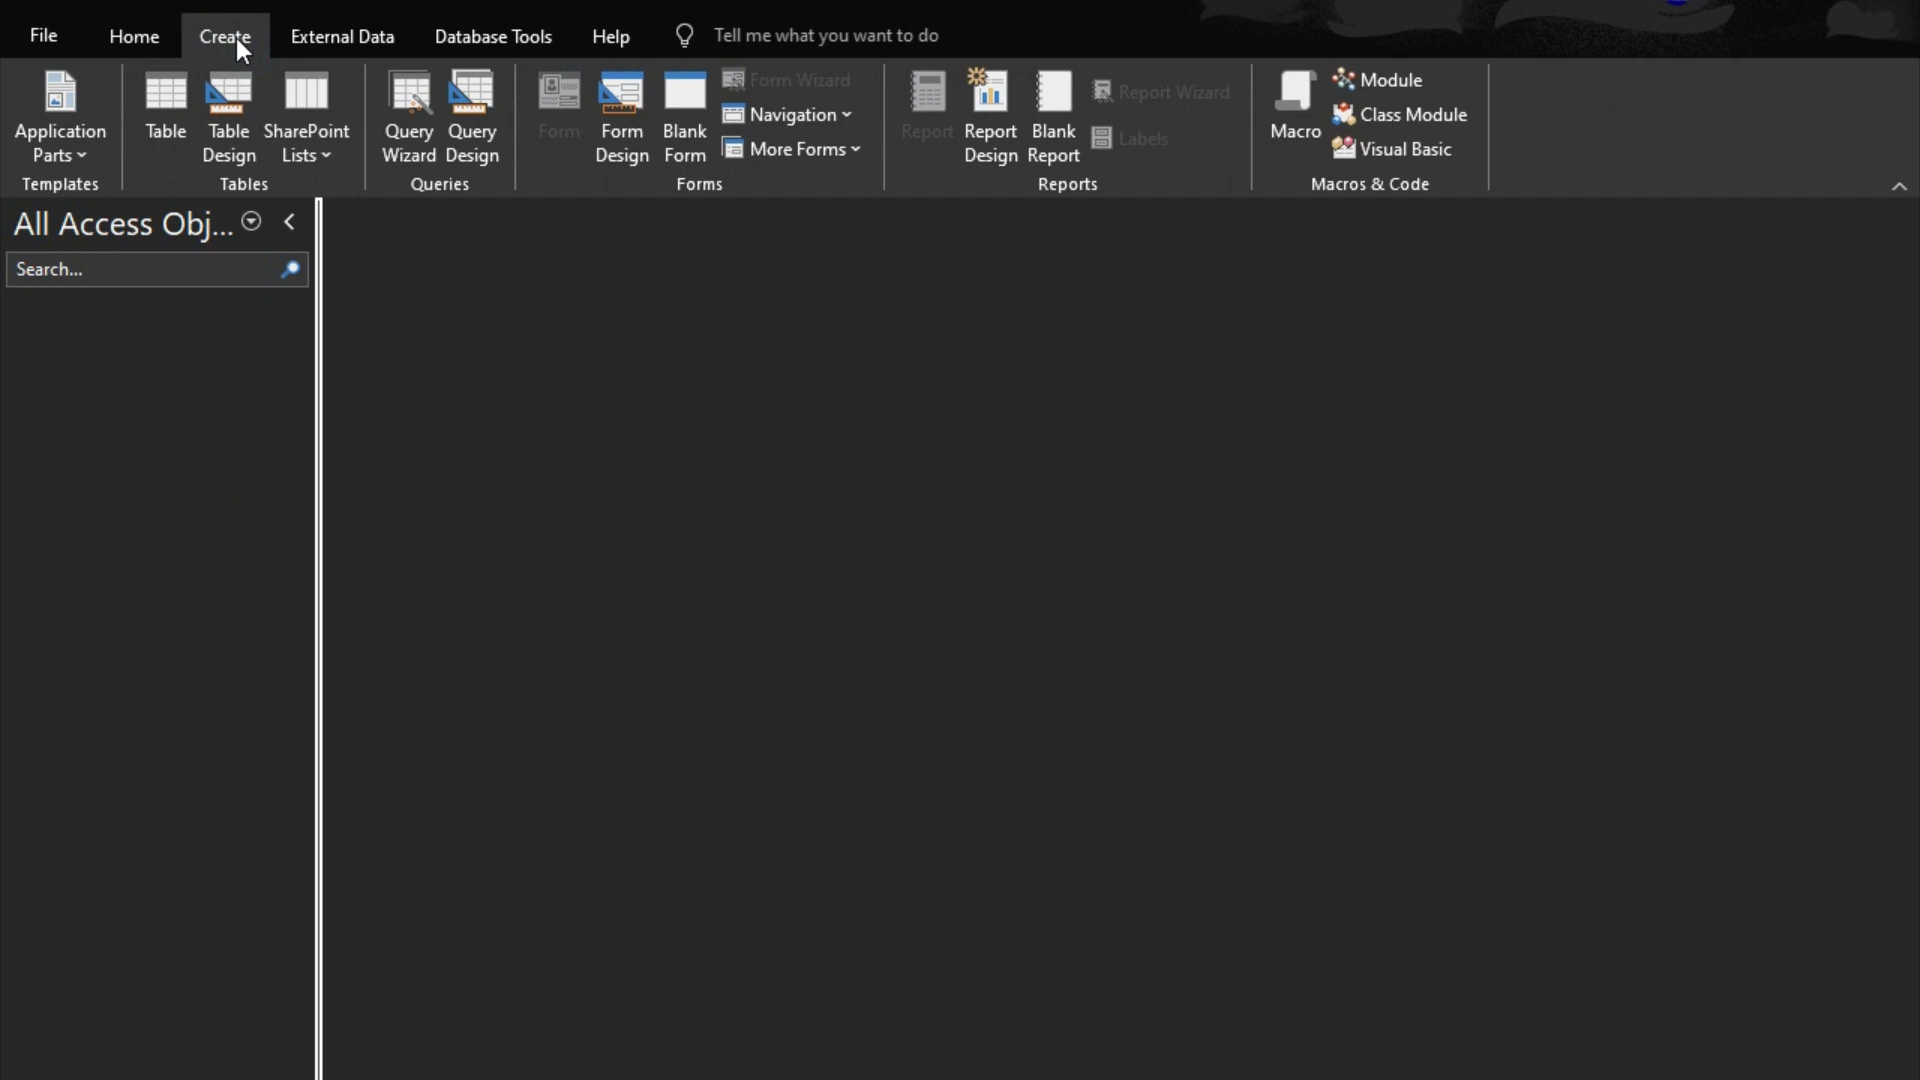 File Home Create External Data Database Tools Help Tell me what you want to do
Application
Parts
Templates
Table
Table
Design
SharePoint
Lists
Tables
Query
Wizard
Query
Design
Queries
Form
Form
Design
Blank
Form
Form Wizard
Navigation
More Forms
Forms
Report
Report
Design
Blank
Report
Report Wizard
Labels
Reports
Macro
Module
Class Module
Visual Basic
Macros & Code
All Access Obj...
Search...